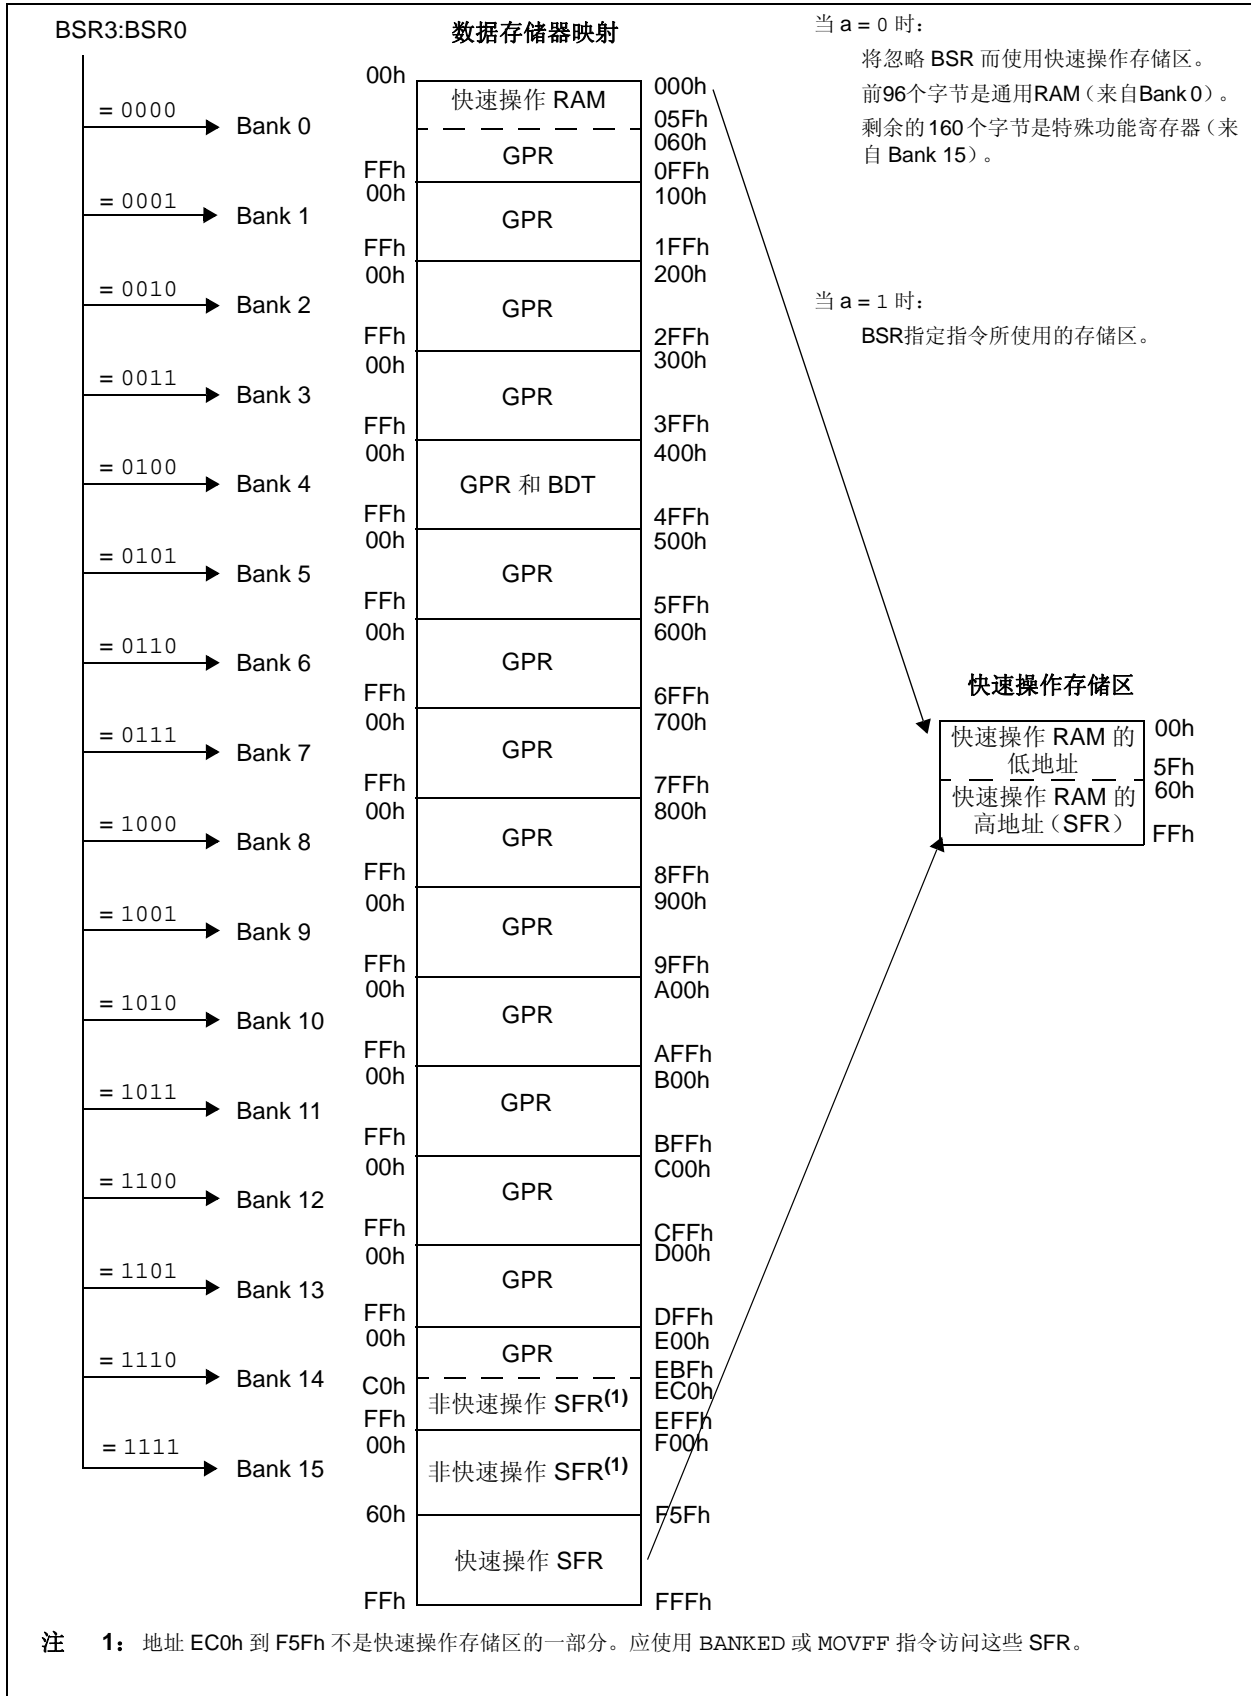 BSR3:BSR0
数据存储器映射
当 a = 0 时：
将忽略 BSR 而使用快速操作存储区。
前96个字节是通用RAM（来自Bank 0）。
剩余的160个字节是特殊功能寄存器（来
自 Bank 15）。
当 a = 1 时：
BSR指定指令所使用的存储区。
= 0000
Bank 0
00h
快速操作 RAM
000h
05Fh
060h
GPR
FFh
0FFh
= 0001
Bank 1
00h
100h
GPR
FFh
1FFh
= 0010
Bank 2
00h
200h
GPR
FFh
2FFh
= 0011
Bank 3
00h
300h
GPR
FFh
3FFh
= 0100
Bank 4
00h
400h
GPR 和 BDT
FFh
4FFh
= 0101
Bank 5
00h
500h
GPR
FFh
5FFh
= 0110
Bank 6
00h
600h
GPR
FFh
6FFh
= 0111
Bank 7
00h
700h
GPR
FFh
7FFh
= 1000
Bank 8
00h
800h
GPR
FFh
8FFh
= 1001
Bank 9
00h
900h
GPR
FFh
9FFh
= 1010
Bank 10
00h
A00h
GPR
FFh
AFFh
= 1011
Bank 11
00h
B00h
GPR
FFh
BFFh
= 1100
Bank 12
00h
C00h
GPR
FFh
CFFh
= 1101
Bank 13
00h
D00h
GPR
FFh
DFFh
= 1110
Bank 14
00h
E00h
GPR
EBFh
C0h
EC0h
非快速操作 SFR(1)
FFh
EFFh
= 1111
Bank 15
00h
F00h
非快速操作 SFR(1)
60h
F5Fh
快速操作 SFR
FFh
FFFh
快速操作存储区
快速操作 RAM 的
低地址
00h
5Fh
快速操作 RAM 的
高地址（SFR）
60h
FFh
注 1： 地址 EC0h 到 F5Fh 不是快速操作存储区的一部分。应使用 BANKED 或 MOVFF 指令访问这些 SFR。